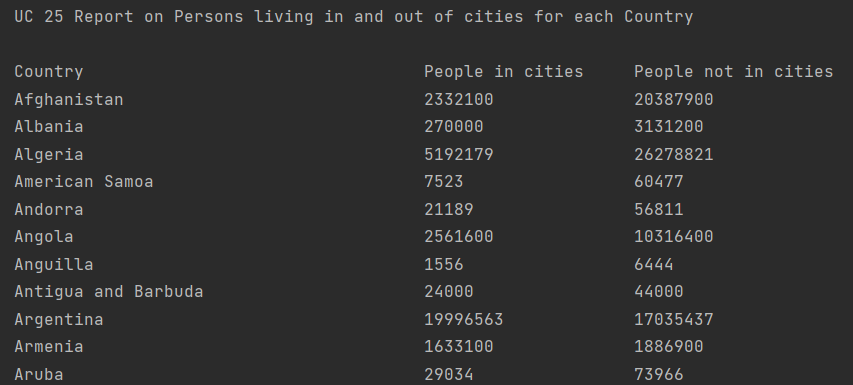 UC 25 Report on Persons living in and out of cities for each Country
Country People in cities People not in cities
Afghanistan 2332100 20387900
Albania 270000 3131200
Algeria 5192179 26278821
American Samoa 7523 60477
Andorra 21189 56811
Angola 2561600 10316400
Anguilla 1556 6444
Antigua and Barbuda 24000 44000
Argentina 19996563 17035437
Armenia 1633100 1886900
Aruba 29034 73966